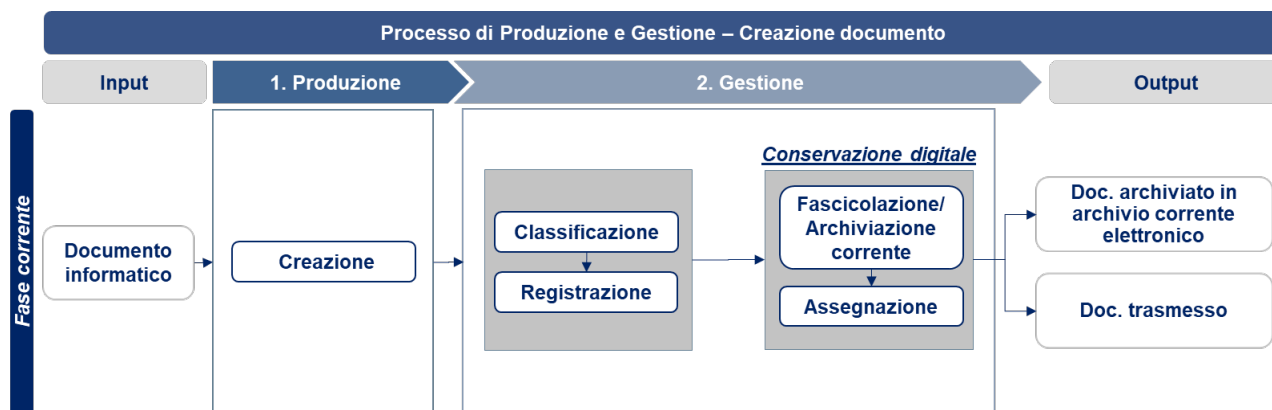 Processo di Produzione e Gestione – Creazione documento
Input
1. Produzione
2. Gestione
Output
Fase corrente
Documento
informatico
Creazione
Classificazione
Registrazione
Conservazione digitale
Fascicolazione/
Archiviazione
corrente
Assegnazione
Doc. archiviato in
archivio corrente
elettronico
Doc. trasmesso